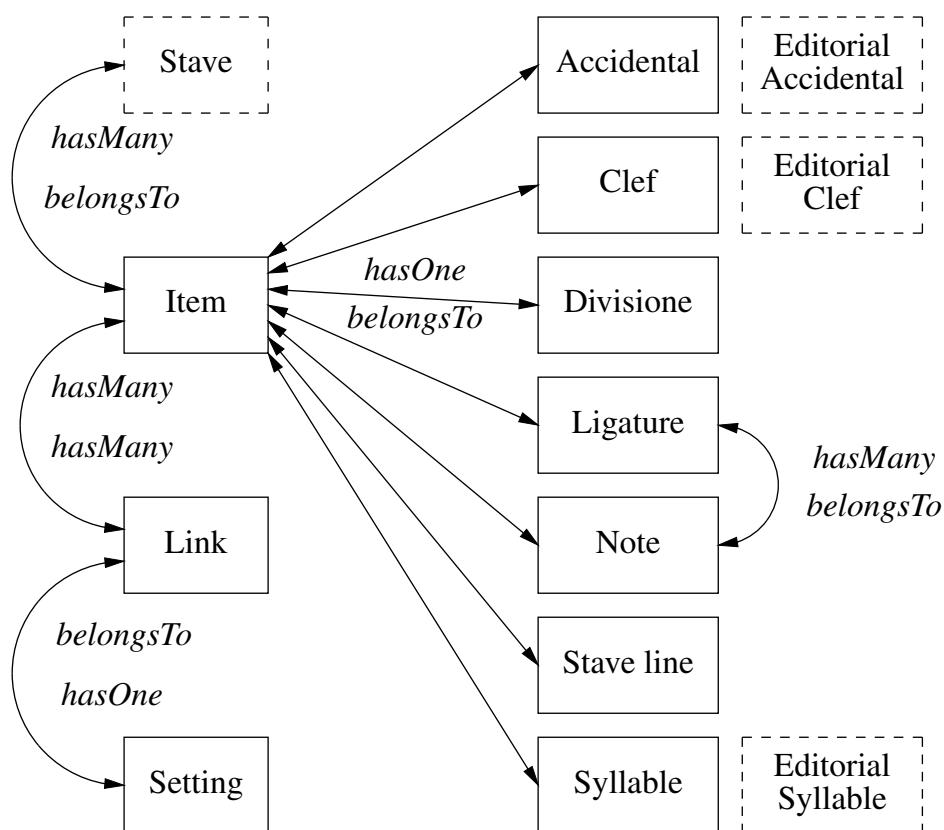 Stave
hasMany
belongsTo
Item
hasMany
hasMany
Link
belongsTo
hasOne
Setting
hasOne
belongsTo
Accidental
Clef
Divisione
Ligature
Note
Stave line
Syllable
hasMany
belongsTo
Editorial
Accidental
Editorial
Clef
Editorial
Syllable